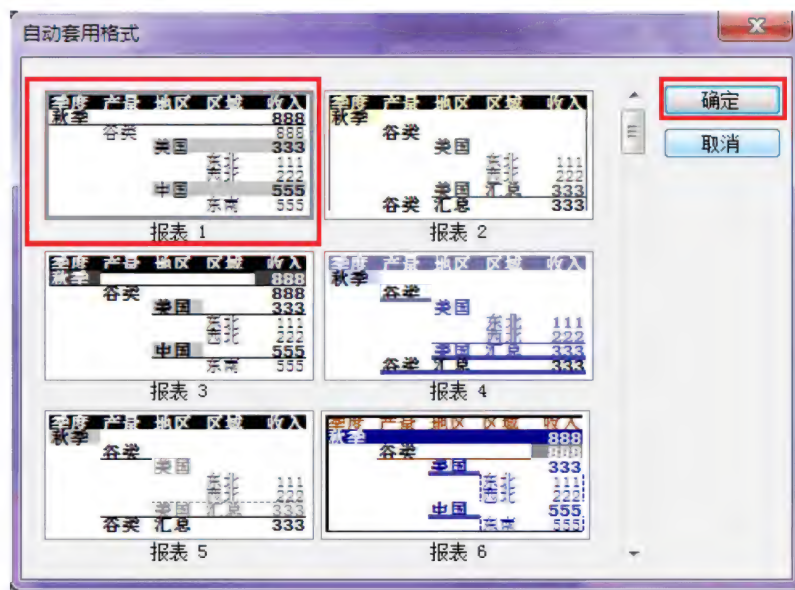 自动套用格式
确定
取消
季度 产量 地区 区域 收入
秋季 888
谷类 888
美国 333
东北 111
西北 222
中国 555
东南 555
报表 1
季度 产量 地区 区域 收入
秋季
谷类
美国
东北 111
西北 222
美国 汇总 333
谷类 汇总 333
报表 2
季度 产量 地区 区域 收入
秋季 888
谷类 888
美国 333
东北 111
西北 222
中国 555
东南 555
报表 3
季度 产量 地区 区域 收入
秋季
谷类
美国
东北 111
西北 222
美国 汇总 333
谷类 汇总 333
报表 4
季度 产量 地区 区域 收入
秋季
谷类
美国
东北 111
西北 222
美国 汇总 333
谷类 汇总 333
报表 5
季度 产量 地区 区域 收入
秋季 888
谷类 888
美国 333
东北 111
西北 222
中国 555
东南 555
报表 6